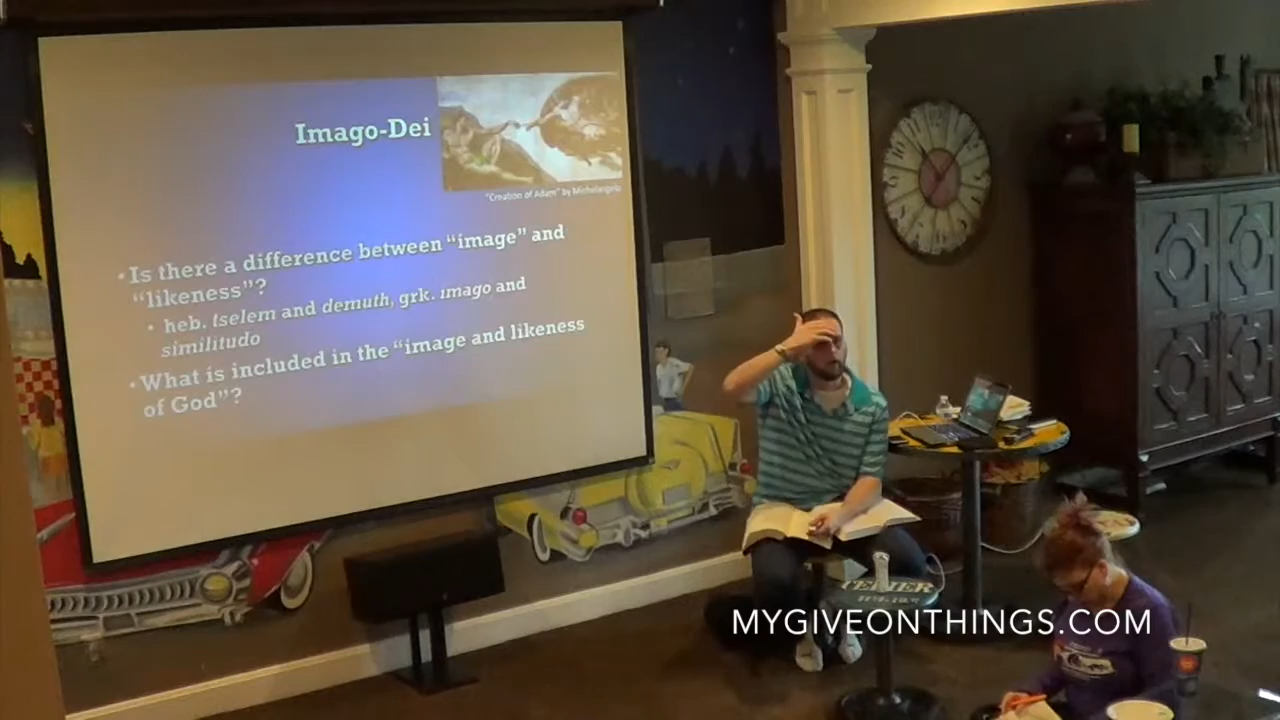 Imago-Dei
"Creation of Adam" by Michelangelo
• Is there a difference between "image" and
"likeness"?
• heb. tselem and demuth, grk. imago and
similitudo
• What is included in the "image and likeness
of God"?
MYGIVEONTHINGS.COM